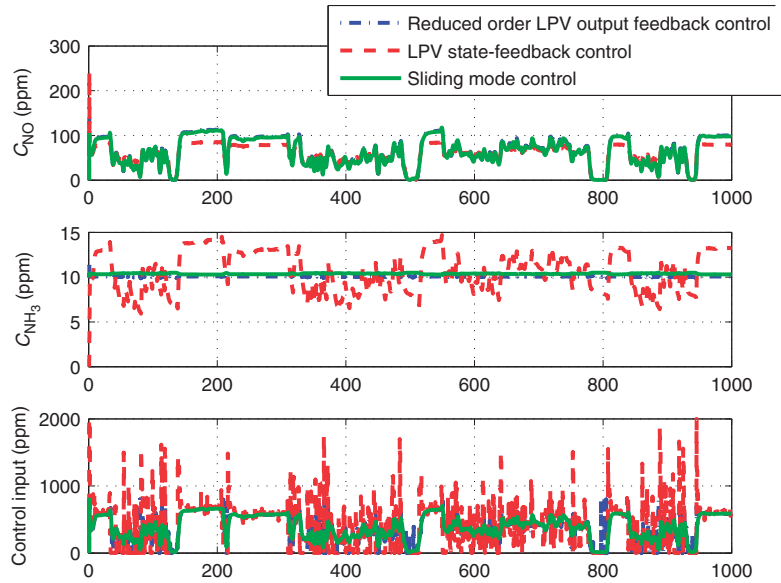 Reduced order LPV output feedback control
LPV state-feedback control
Sliding mode control
C_NO (ppm)
300
200
100
0
0 200 400 600 800 1000
C_NH₃ (ppm)
15
10
5
0
0 200 400 600 800 1000
Control input (ppm)
2000
1000
0
0 200 400 600 800 1000